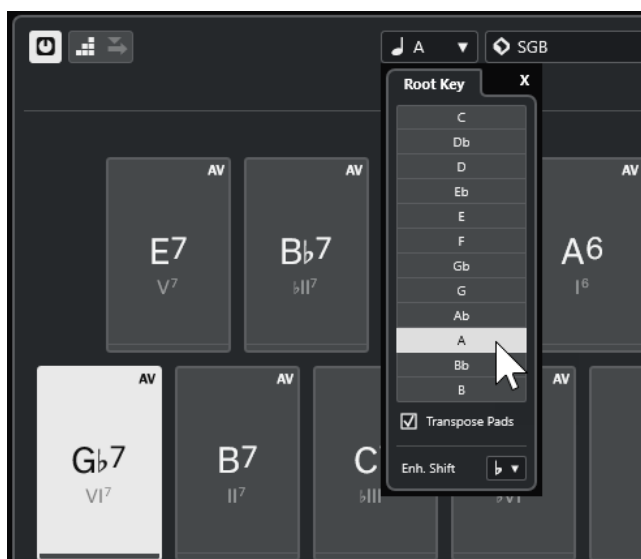 A
SGB
Root Key
X
C
Db
D
Eb
E
F
Gb
G
Ab
A
Bb
B
Transpose Pads
Enh. Shift ♭
AV
E7
V7
AV
B♭7
♭II7
A6
I6
AV
AV
G♭7
VI7
AV
B7
II7
C
♭III
AV
♭VI